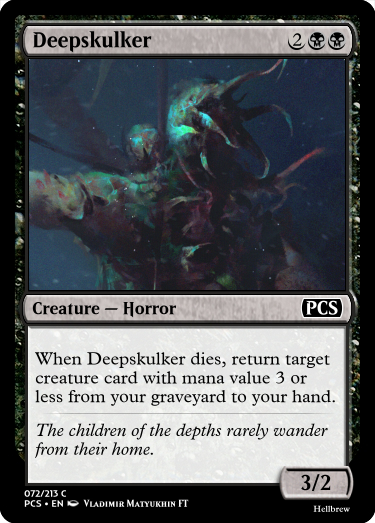 Deepskulker 2
Creature — Horror PCS
When Deepskulker dies, return target
creature card with mana value 3 or
less from your graveyard to your hand.
The children of the depths rarely wander
from their home.
3/2
072/213 C
PCS • EN Vladimir Matyukhin FT
Hellbrew